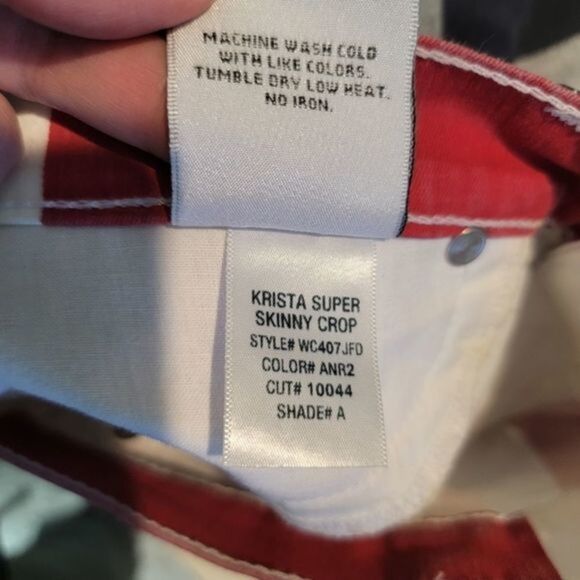 MACHINE WASH COLD
WITH LIKE COLORS.
TUMBLE DRY LOW HEAT.
NO IRON.
KRISTA SUPER
SKINNY CROP
STYLE# WC407JFD
COLOR# ANR2
CUT# 10044
SHADE# A